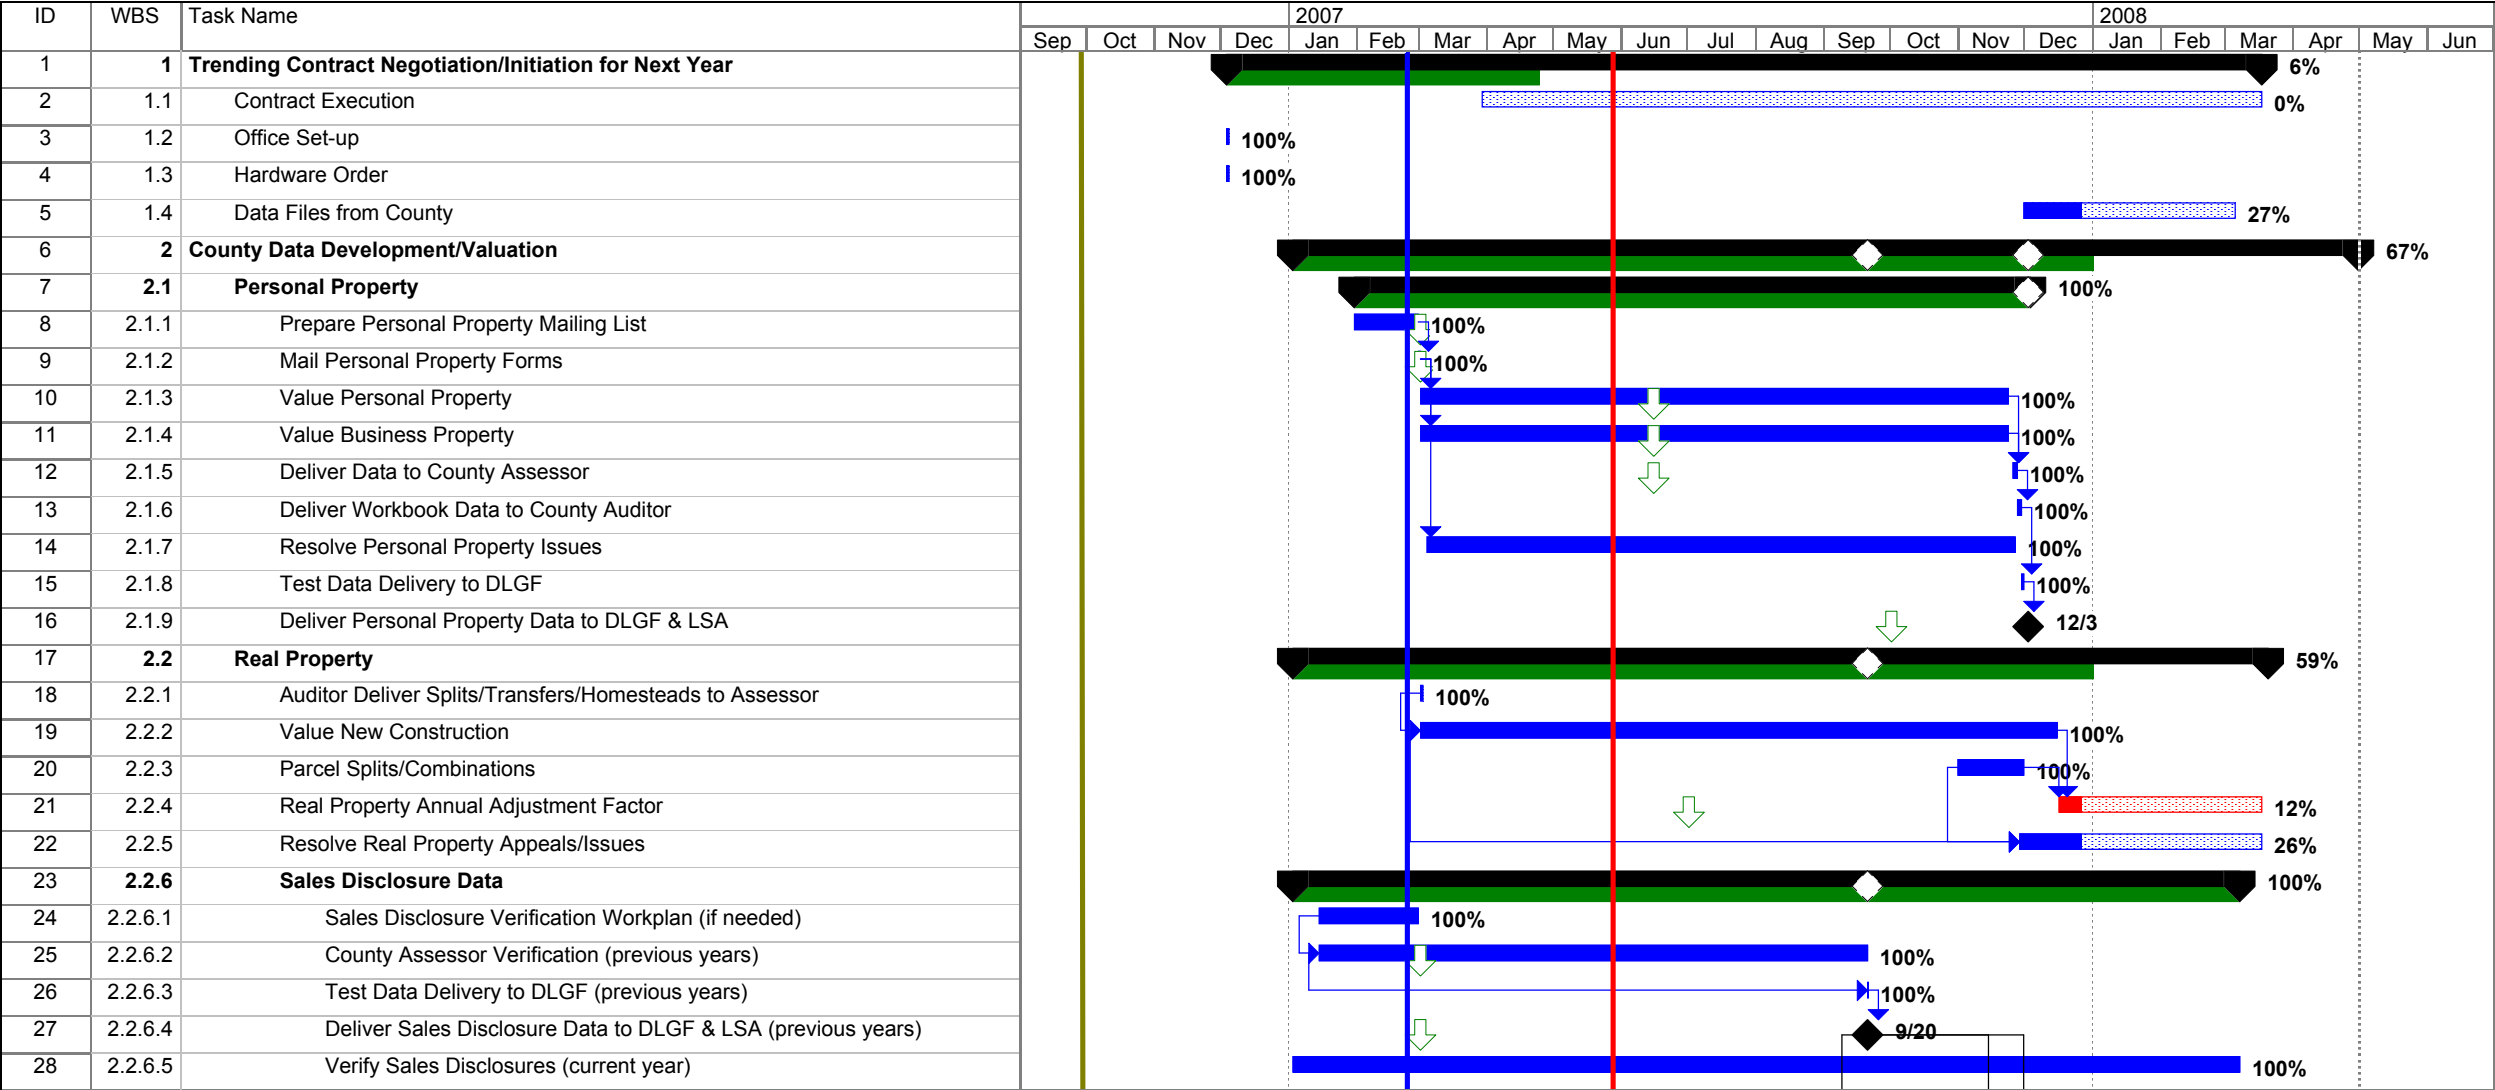 ID WBS Task Name 2007 2008
Sep Oct Nov Dec Jan Feb Mar Apr May Jun Jul Aug Sep Oct Nov Dec Jan Feb Mar Apr May Jun
1 1 Trending Contract Negotiation/Initiation for Next Year 6%
2 1.1 Contract Execution 0%
3 1.2 Office Set-up 100%
4 1.3 Hardware Order 100%
5 1.4 Data Files from County 27%
6 2 County Data Development/Valuation 67%
7 2.1 Personal Property 100%
8 2.1.1 Prepare Personal Property Mailing List 100%
9 2.1.2 Mail Personal Property Forms 100%
10 2.1.3 Value Personal Property 100%
11 2.1.4 Value Business Property 100%
12 2.1.5 Deliver Data to County Assessor 100%
13 2.1.6 Deliver Workbook Data to County Auditor 100%
14 2.1.7 Resolve Personal Property Issues 100%
15 2.1.8 Test Data Delivery to DLGF 100%
16 2.1.9 Deliver Personal Property Data to DLGF & LSA 12/3
17 2.2 Real Property 59%
18 2.2.1 Auditor Deliver Splits/Transfers/Homesteads to Assessor 100%
19 2.2.2 Value New Construction 100%
20 2.2.3 Parcel Splits/Combinations 100%
21 2.2.4 Real Property Annual Adjustment Factor 12%
22 2.2.5 Resolve Real Property Appeals/Issues 26%
23 2.2.6 Sales Disclosure Data 100%
24 2.2.6.1 Sales Disclosure Verification Workplan (if needed) 100%
25 2.2.6.2 County Assessor Verification (previous years) 100%
26 2.2.6.3 Test Data Delivery to DLGF (previous years) 100%
27 2.2.6.4 Deliver Sales Disclosure Data to DLGF & LSA (previous years) 9/20
28 2.2.6.5 Verify Sales Disclosures (current year) 100%